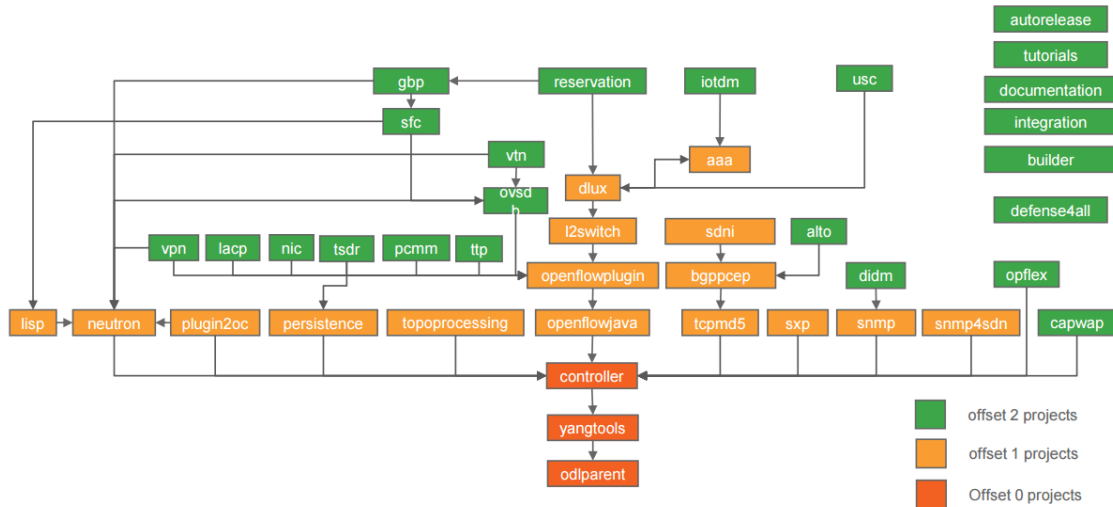 autorelease
tutorials
gbp
reservation
iotdm
usc
documentation
sfc
integration
vtn
aaa
builder
dlux
ovsd
b
defense4all
l2switch
sdni
alto
vpn
lacp
nic
tsdr
pcmm
ttp
openflowplugin
bgppcep
didm
opflex
lisp
neutron
plugin2oc
persistence
topoprocessing
openflowjava
tcpmd5
sxp
snmp
snmp4sdn
capwap
controller
offset 2 projects
yangtools
offset 1 projects
odlparent
Offset 0 projects